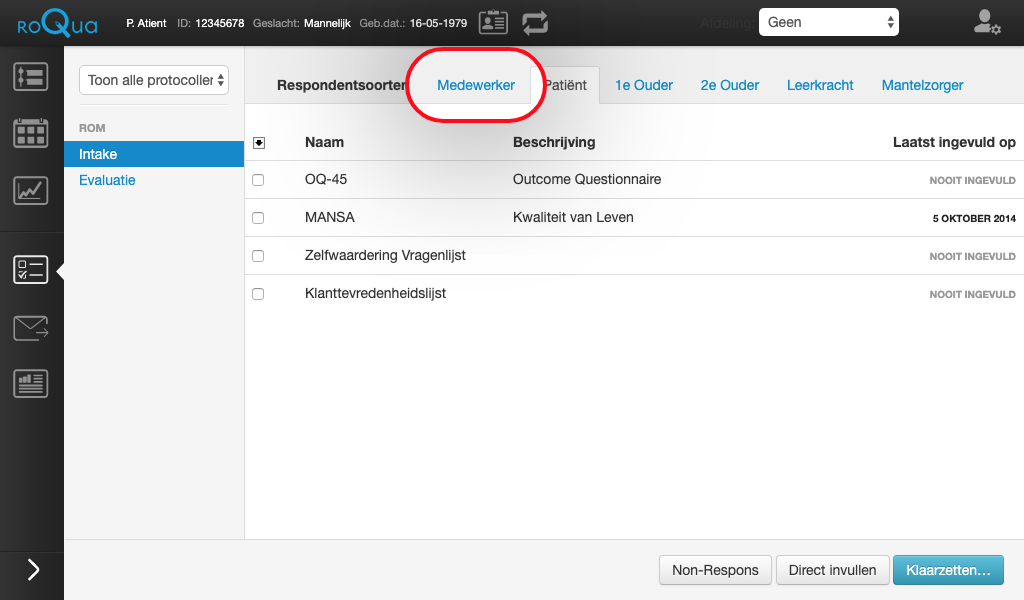 roQua P. Atient ID: 12345678 Geslacht: Mannelijk Geb.dat.: 16-05-1979 Afdeling: Geen
Toon alle protocoller
ROM
Intake
Evaluatie
Respondentsoorten Medewerker Patiënt 1e Ouder 2e Ouder Leerkracht Mantelzorger
Naam Beschrijving Laatst ingevuld op
OQ-45 Outcome Questionnaire NOOIT INGEVULD
MANSA Kwaliteit van Leven 5 OKTOBER 2014
Zelfwaardering Vragenlijst NOOIT INGEVULD
Klanttevredenheidslijst NOOIT INGEVULD
Non-Respons Direct invullen Klaarzetten...